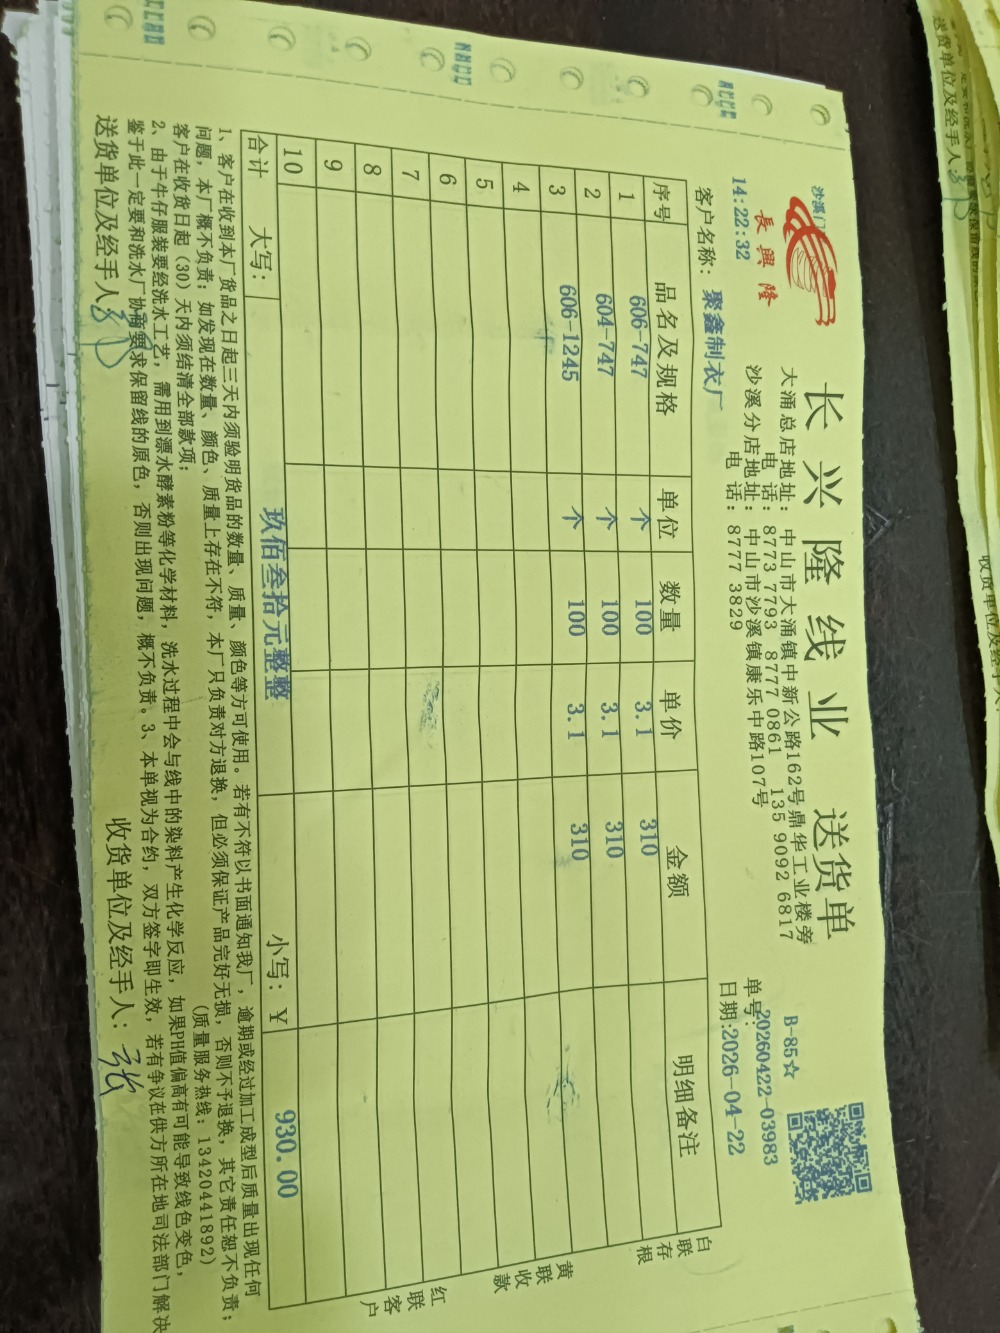 沙溪门
長興隆
长兴隆线业 送货单
B-85☆
大涌总店地址: 中山市大涌镇中新公路162号鼎华工业楼旁
电话: 8773 7793 8777 0861 135 9092 6817
沙溪分店地址: 中山市沙溪镇康乐中路107号
电话: 8777 3829
单号: 20260422-03983
日期: 2026-04-22
14:22:32
客户名称: 聚鑫制衣厂
序号 品名及规格 单位 数量 单价 金额 明细备注
1 606-747 个 100 3.1 310
2 604-747 个 100 3.1 310
3 606-1245 个 100 3.1 310
4
5
6
7
8
9
10
合计 大写: 玖佰叁拾元整整 小写: ¥ 930.00
白联存根
黄联收款
红联客户
1、客户在收到本厂货品之日起三天内须验明货品的数量、质量、颜色等方可使用。若有不符以书面通知我厂，逾期或经过加工成型后质量出现任何
问题，本厂概不负责；如发现在数量、颜色、质量上存在不符，本厂只负责对方退换，但必须保证产品完好无损，否则不予退换，其它责任恕不负责；
客户在收货日起（30）天内须结清全部款项； (质量服务热线: 13420441892)
2、由于牛仔服装要经洗水工艺，需用到漂水酵素粉等化学材料，洗水过程中会与线中的染料产生化学反应，如果PH值偏高有可能导致线色变色，
鉴于此一定要和洗水厂协商要求保留线的原色，否则出现问题，概不负责。3、本单视为合约，双方签字即生效，若有争议在供方所在地司法部门解决
送货单位及经手人: 收货单位及经手人: 张
送货单位及经手人:
收货单位及经手人: